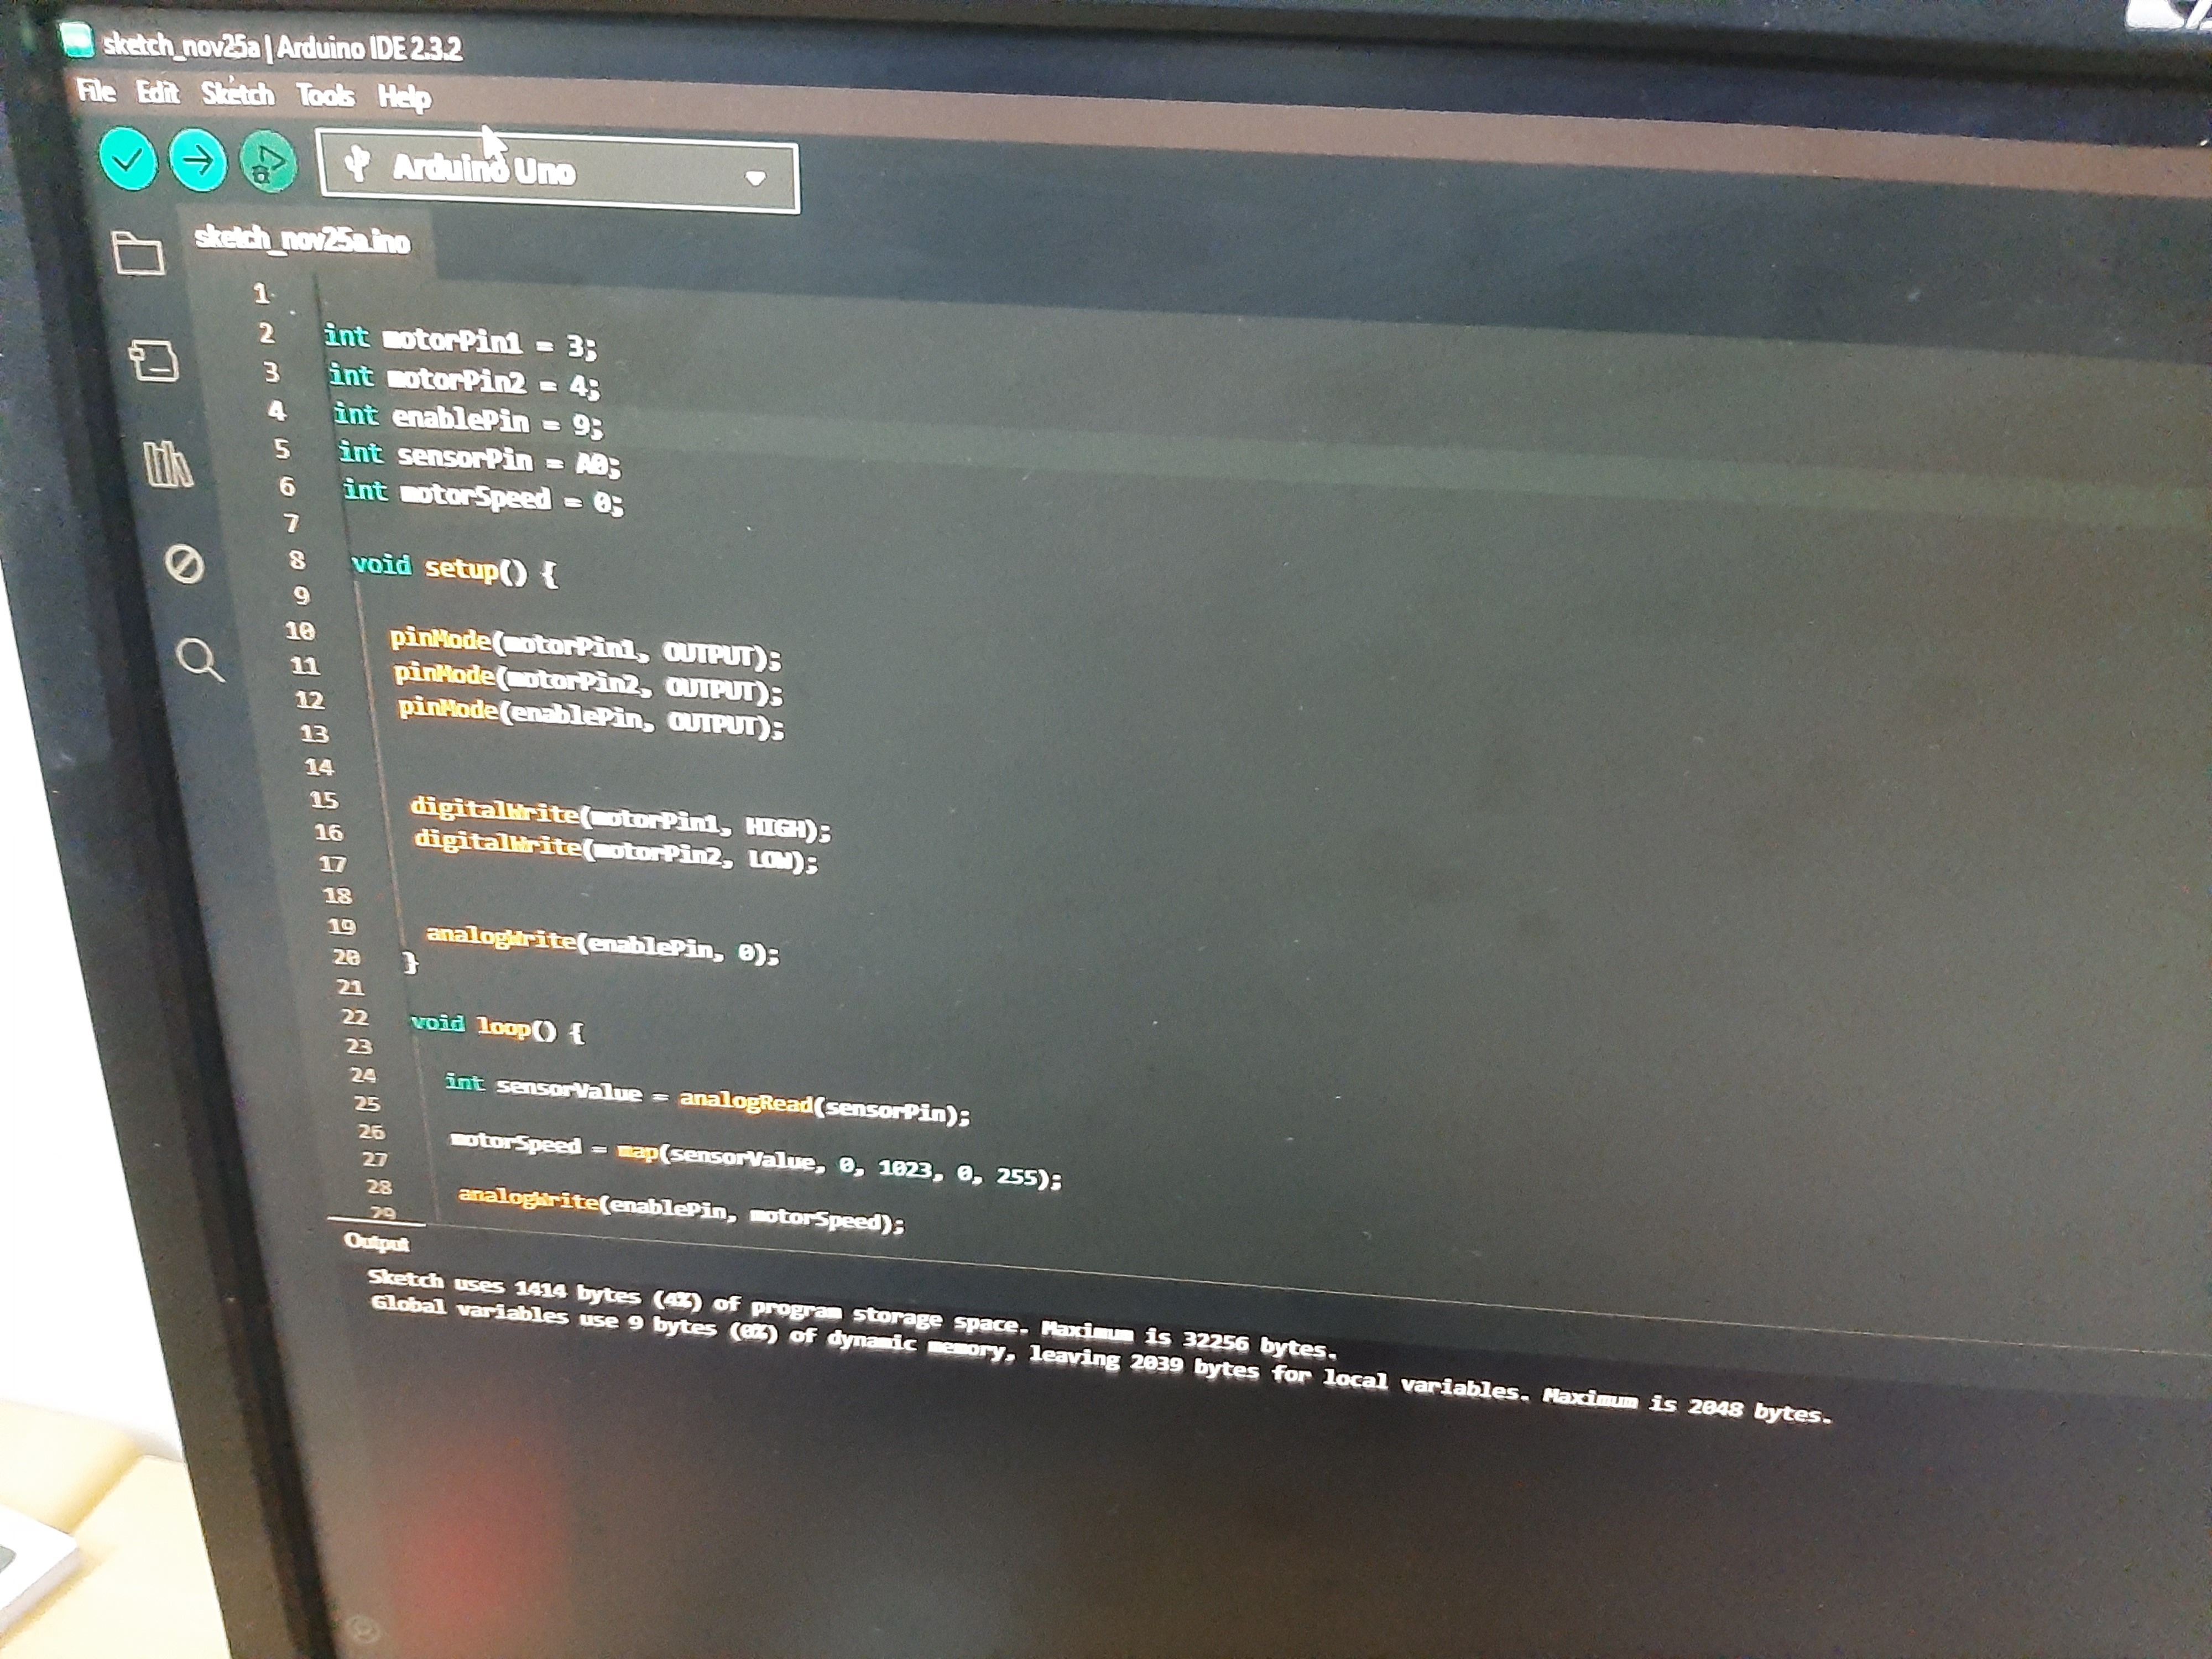 sketch_nov25a | Arduino IDE 2.3.2
File Edit Sketch Tools Help
Arduino Uno
sketch_nov25a.ino
1
2 int motorPin1 = 3;
3 int motorPin2 = 4;
4 int enablePin = 9;
5 int sensorPin = A0;
6 int motorSpeed = 0;
7
8 void setup() {
9
10 pinMode(motorPin1, OUTPUT);
11 pinMode(motorPin2, OUTPUT);
12 pinMode(enablePin, OUTPUT);
13
14
15 digitalWrite(motorPin1, HIGH);
16 digitalWrite(motorPin2, LOW);
17
18
19 analogWrite(enablePin, 0);
20 }
21
22 void loop() {
23
24 int sensorValue = analogRead(sensorPin);
25
26 motorSpeed = map(sensorValue, 0, 1023, 0, 255);
27
28 analogWrite(enablePin, motorSpeed);
29
Output
Sketch uses 1414 bytes (4%) of program storage space. Maximum is 32256 bytes.
Global variables use 9 bytes (0%) of dynamic memory, leaving 2039 bytes for local variables. Maximum is 2048 bytes.